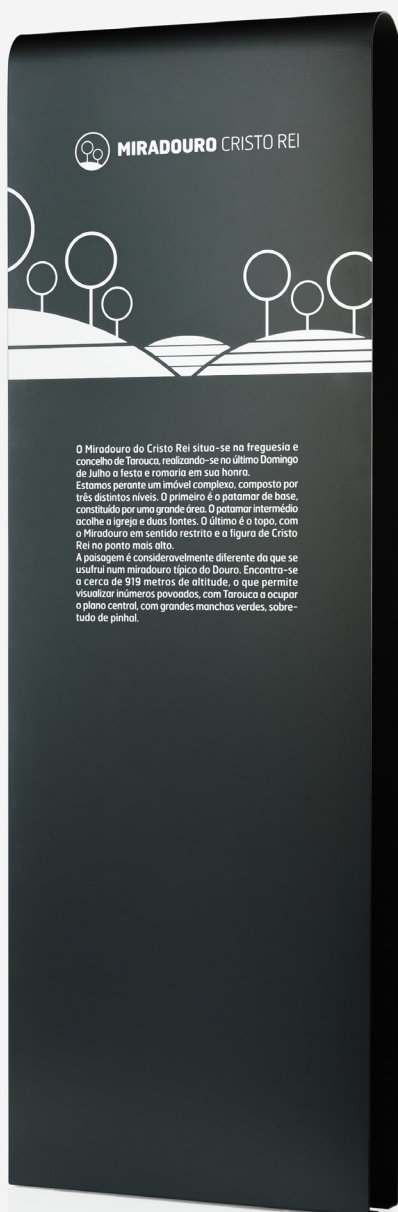 MIRADOURO CRISTO REI
O Miradouro do Cristo Rei situa-se na freguesia e
concelho de Tarouca, realizando-se no último Domingo
de Julho a festa e romaria em sua honra.
Estamos perante um imóvel complexo, composto por
três distintos níveis. O primeiro é o patamar de base,
constituído por uma grande área. O patamar intermédio
acolhe a igreja e duas fontes. O último é o topo, com
o Miradouro em sentido restrito e a figura de Cristo
Rei no ponto mais alto.
A paisagem é consideravelmente diferente da que se
usufrui num miradouro típico do Douro. Encontra-se
a cerca de 919 metros de altitude, o que permite
visualizar inúmeros povoados, com Tarouca a ocupar
o plano central, com grandes manchas verdes, sobre-
tudo de pinhal.